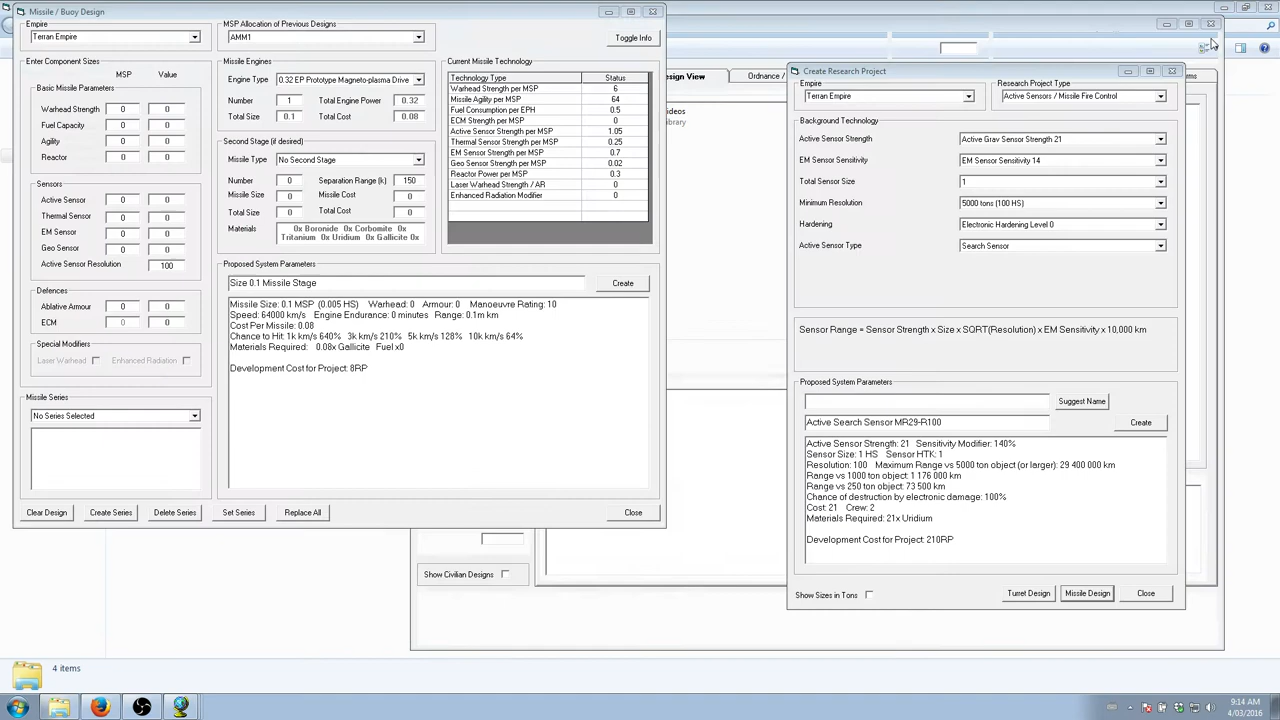 Missile / Buoy Design
Empire
Terran Empire
MSP Allocation of Previous Designs
AMM1
Toggle Info
Enter Component Sizes
MSP Value
Basic Missile Parameters
Warhead Strength 0 0
Fuel Capacity 0 0
Agility 0 0
Reactor 0 0
Sensors
Active Sensor 0 0
Thermal Sensor 0 0
EM Sensor 0 0
Geo Sensor 0 0
Active Sensor Resolution 100
Defences
Ablative Armour 0 0
ECM 0 0
Special Modifiers
Laser Warhead Enhanced Radiation
Missile Series
No Series Selected
Missile Engines
Engine Type 0.32 EP Prototype Magneto-plasma Drive
Number 1 Total Engine Power 0.32
Total Size 0.1 Total Cost 0.08
Second Stage (if desired)
Missile Type No Second Stage
Number 0 Separation Range (k) 150
Missile Size 0 Missile Cost 0
Total Size 0 Total Cost 0
Materials 0x Boronide 0x Corbomite 0x
Tritanium 0x Uridium 0x Gallicite 0x
Current Missile Technology
Technology Type Status
Warhead Strength per MSP 6
Missile Agility per MSP 64
Fuel Consumption per EPH 0.5
ECM Strength per MSP 0
Active Sensor Strength per MSP 1.05
Thermal Sensor Strength per MSP 0.25
EM Sensor Strength per MSP 0.7
Geo Sensor Strength per MSP 0.02
Reactor Power per MSP 0.3
Laser Warhead Strength / AR 0
Enhanced Radiation Modifier 0
Proposed System Parameters
Size 0.1 Missile Stage
Create
Missile Size: 0.1 MSP (0.005 HS) Warhead: 0 Armour: 0 Manoeuvre Rating: 10
Speed: 64000 km/s Engine Endurance: 0 minutes Range: 0.1m km
Cost Per Missile: 0.08
Chance to Hit: 1k km/s 640% 3k km/s 210% 5k km/s 128% 10k km/s 64%
Materials Required: 0.08x Gallicite Fuel x0
Development Cost for Project: 8RP
Clear Design Create Series Delete Series Set Series Replace All Close
sign View
Ordnance /
ms
ideos
ibrary
Show Civilian Designs
Create Research Project
Empire
Terran Empire
Research Project Type
Active Sensors / Missile Fire Control
Background Technology
Active Sensor Strength Active Grav Sensor Strength 21
EM Sensor Sensitivity EM Sensor Sensitivity 14
Total Sensor Size 1
Minimum Resolution 5000 tons (100 HS)
Hardening Electronic Hardening Level 0
Active Sensor Type Search Sensor
Sensor Range = Sensor Strength x Size x SQRT(Resolution) x EM Sensitivity x 10,000 km
Proposed System Parameters
Suggest Name
Active Search Sensor MR29-R100
Create
Active Sensor Strength: 21 Sensitivity Modifier: 140%
Sensor Size: 1 HS Sensor HTK: 1
Resolution: 100 Maximum Range vs 5000 ton object (or larger): 29 400 000 km
Range vs 1000 ton object: 1 176 000 km
Range vs 250 ton object: 73 500 km
Chance of destruction by electronic damage: 100%
Cost: 21 Crew: 2
Materials Required: 21x Uridium
Development Cost for Project: 210RP
Show Sizes in Tons
Turret Design Missile Design Close
4 items
9:14 AM
4/03/2016